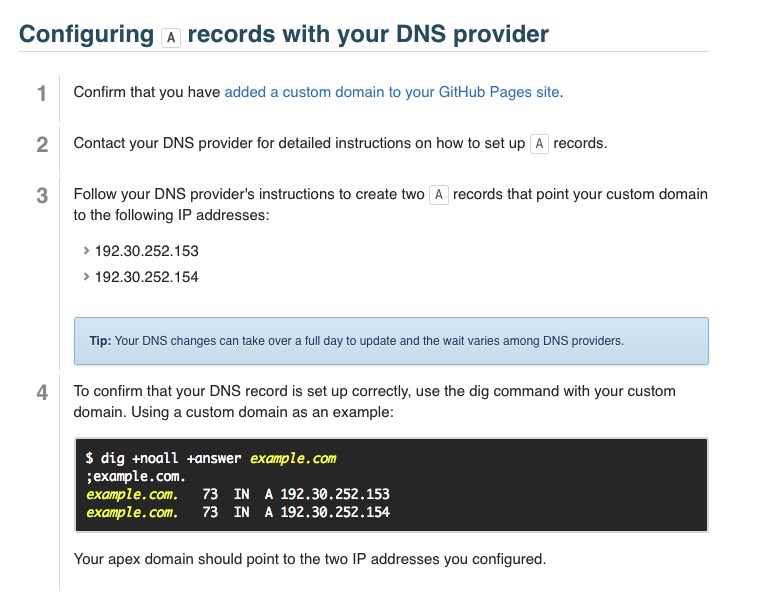 Configuring A records with your DNS provider
1 Confirm that you have added a custom domain to your GitHub Pages site.
2 Contact your DNS provider for detailed instructions on how to set up A records.
3 Follow your DNS provider's instructions to create two A records that point your custom domain
to the following IP addresses:
› 192.30.252.153
› 192.30.252.154
Tip: Your DNS changes can take over a full day to update and the wait varies among DNS providers.
4 To confirm that your DNS record is set up correctly, use the dig command with your custom
domain. Using a custom domain as an example:
$ dig +noall +answer example.com
;example.com.
example.com. 73 IN A 192.30.252.153
example.com. 73 IN A 192.30.252.154
Your apex domain should point to the two IP addresses you configured.